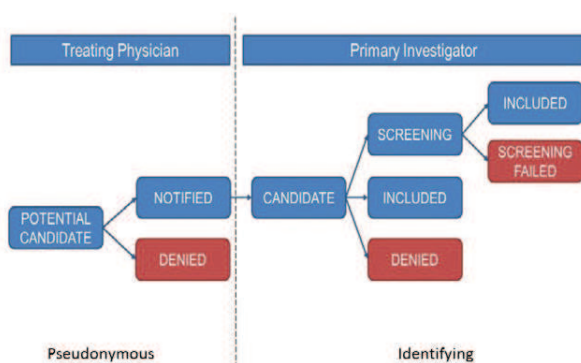 Treating Physician
Primary Investigator
INCLUDED
SCREENING
SCREENING
FAILED
NOTIFIED
CANDIDATE
INCLUDED
POTENTIAL
CANDIDATE
DENIED
DENIED
Pseudonymous
Identifying